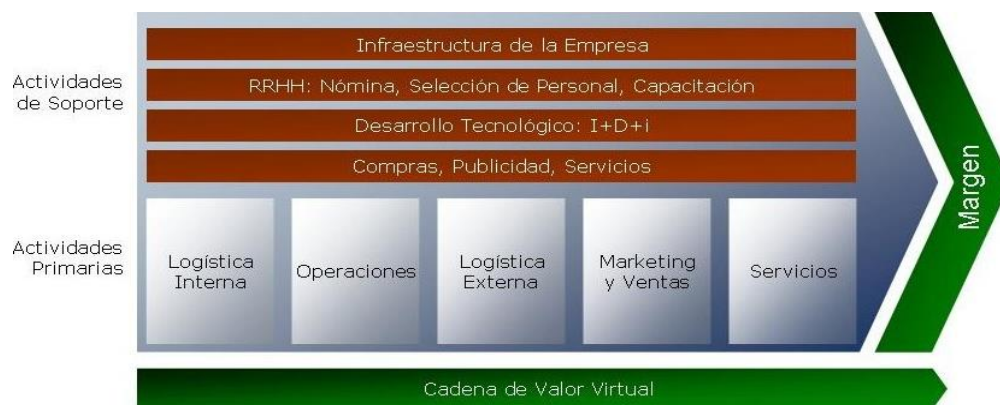 Actividades
de Soporte
Infraestructura de la Empresa
RRHH: Nómina, Selección de Personal, Capacitación
Desarrollo Tecnológico: I+D+i
Compras, Publicidad, Servicios
Actividades
Primarias
Logística
Interna
Operaciones
Logística
Externa
Marketing
y Ventas
Servicios
Margen
Cadena de Valor Virtual